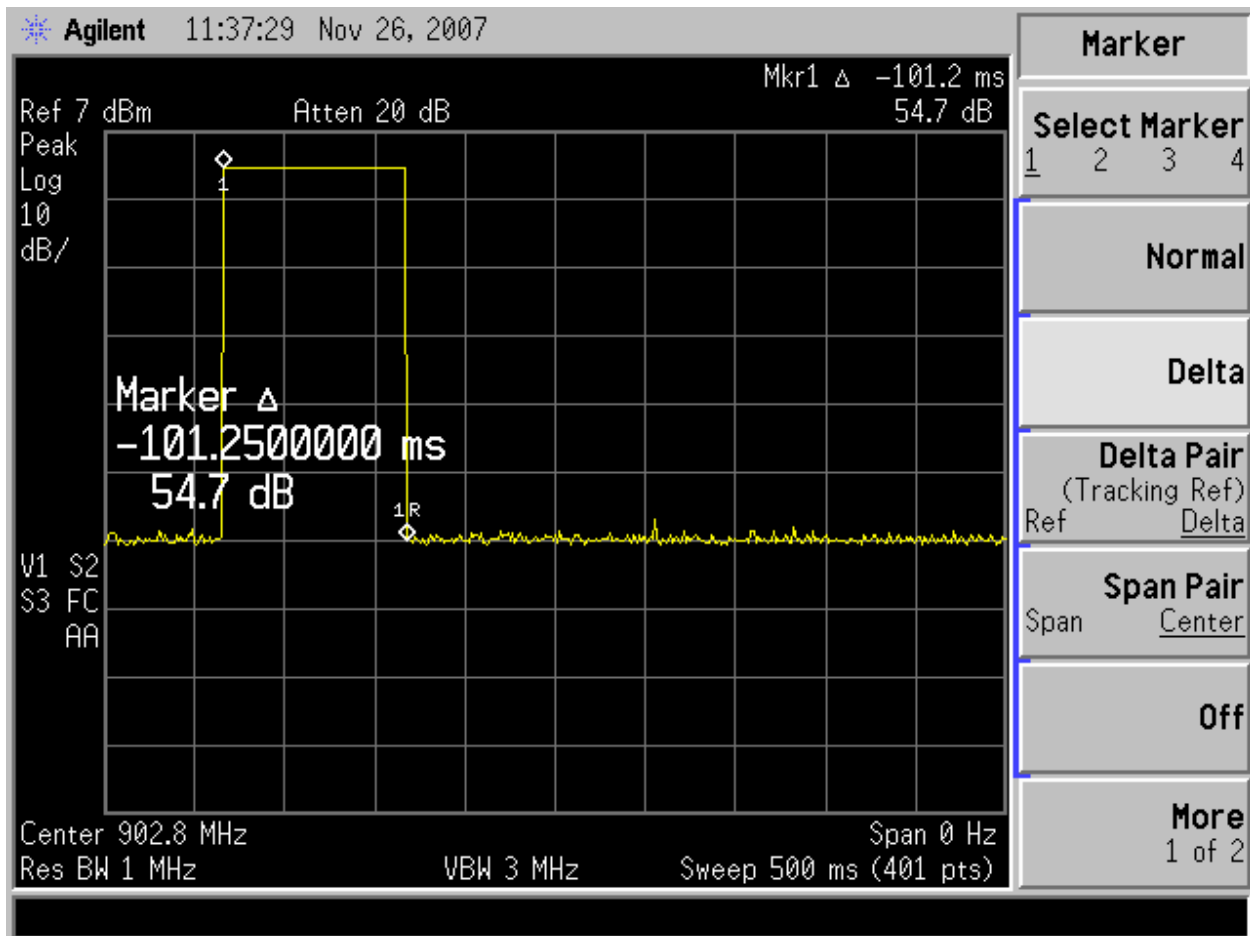 Agilent 11:37:29 Nov 26, 2007
Mkr1 Δ -101.2 ms
Ref 7 dBm Atten 20 dB 54.7 dB
Peak
Log
10
dB/
1
Marker Δ
-101.2500000 ms
54.7 dB
1R
V1 S2
S3 FC
AA
Center 902.8 MHz Span 0 Hz
Res BW 1 MHz VBW 3 MHz Sweep 500 ms (401 pts)
Marker
Select Marker
1 2 3 4
Normal
Delta
Delta Pair
(Tracking Ref)
Ref Delta
Span Pair
Span Center
Off
More
1 of 2